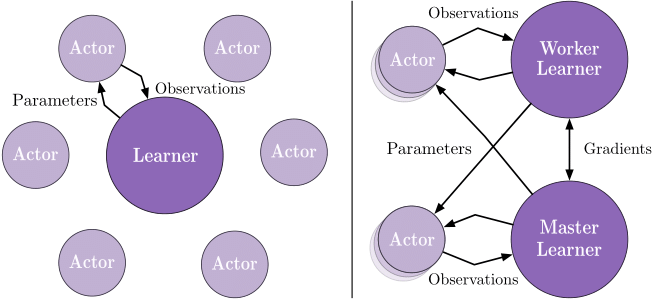 Actor
Actor
Observations
Parameters
Actor
Learner
Actor
Actor
Actor
Observations
Actor
Worker
Learner
Parameters
Gradients
Actor
Master
Learner
Observations